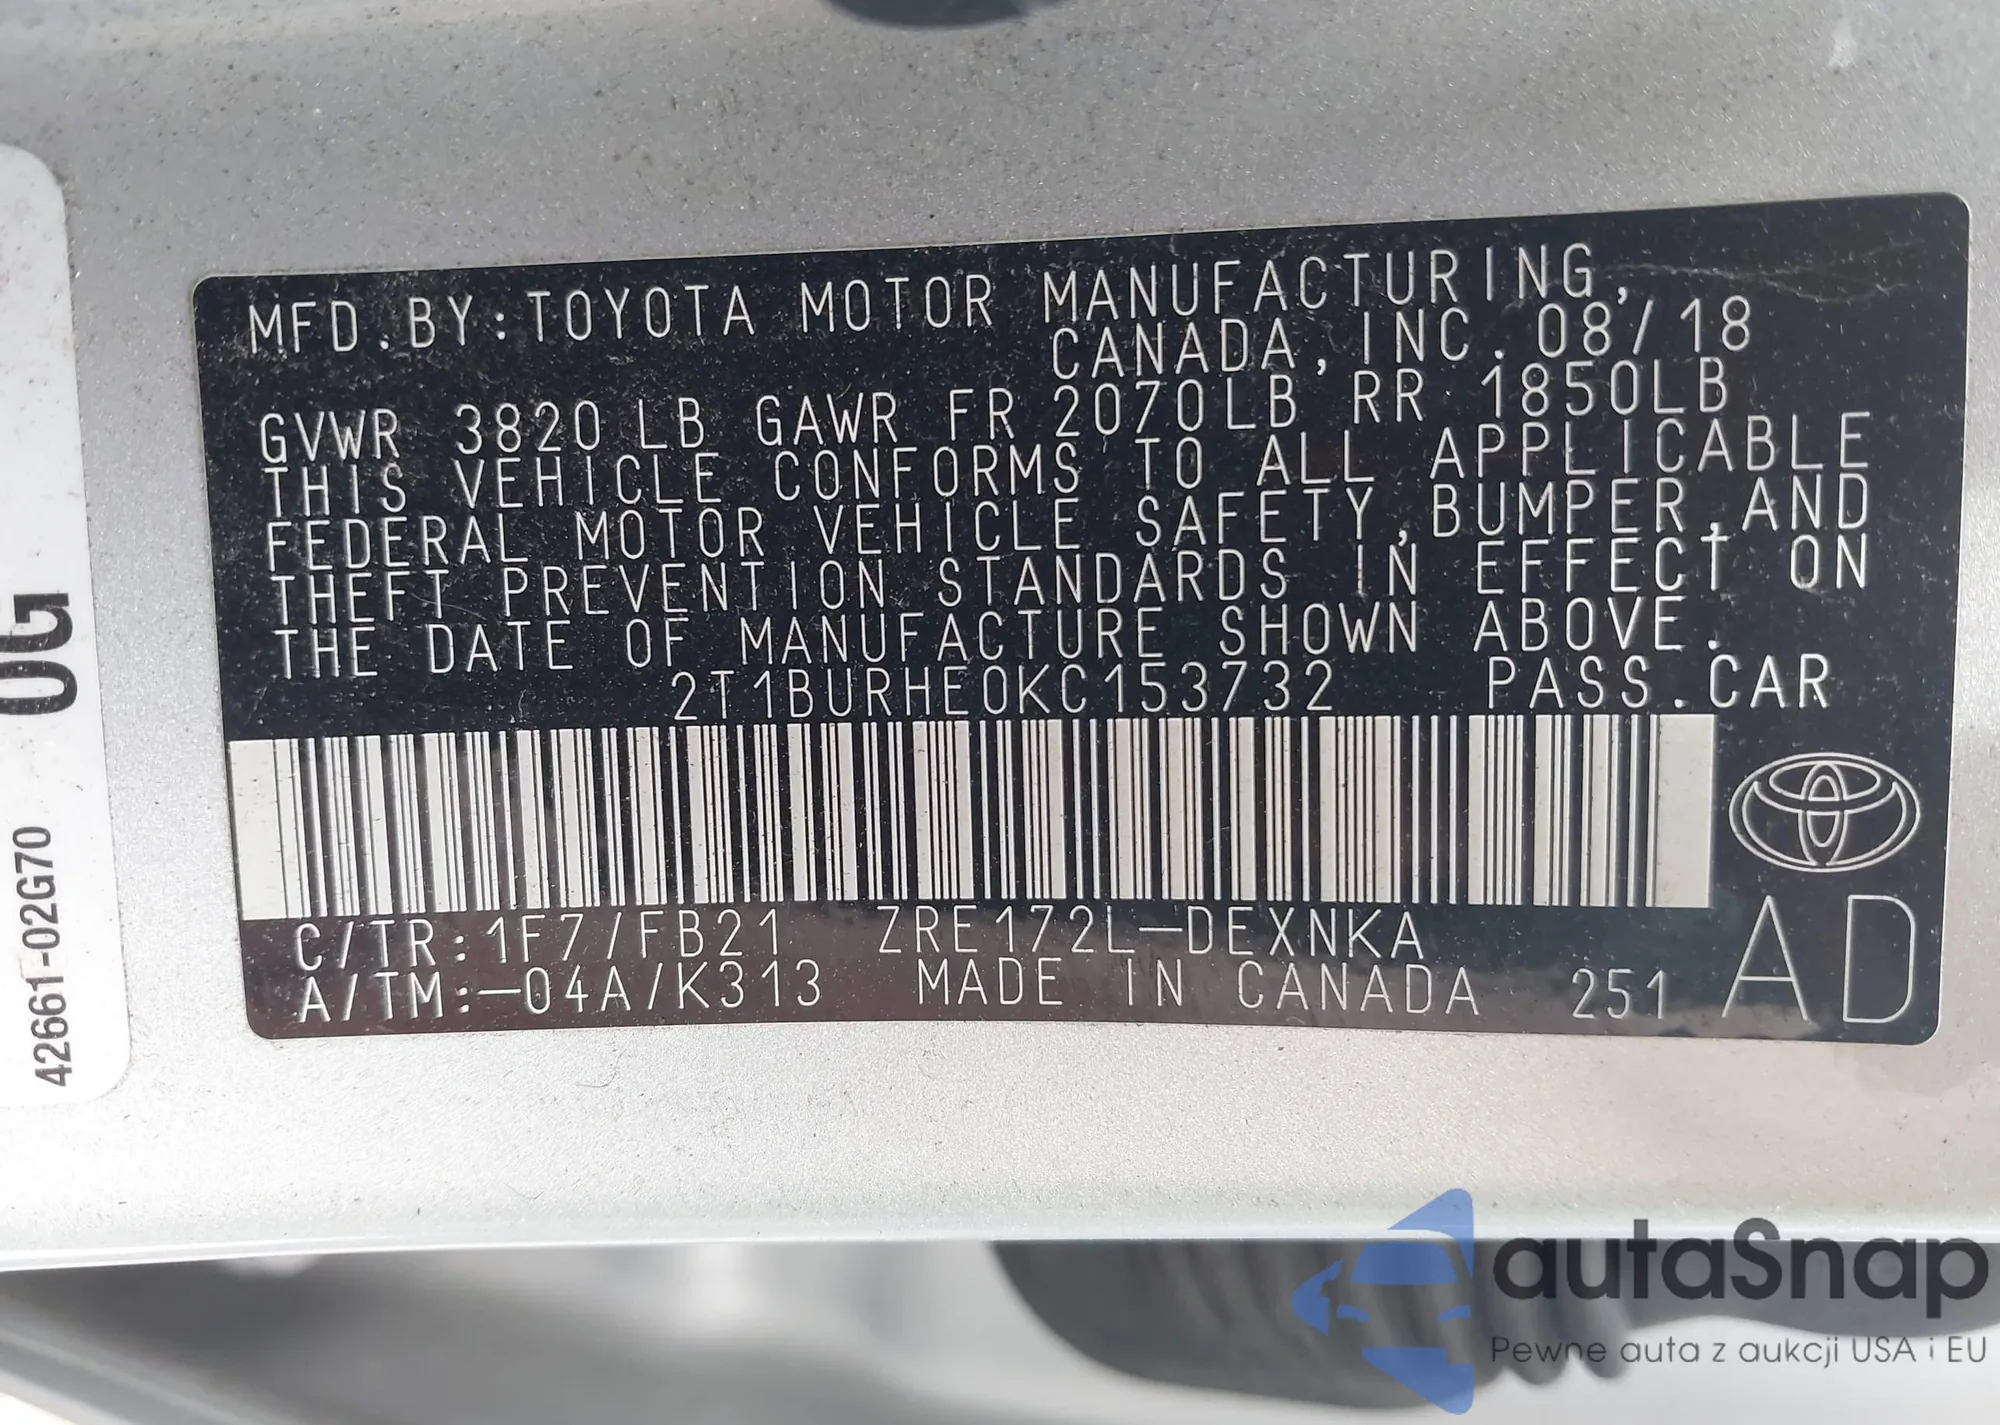 MFD.BY:TOYOTA MOTOR MANUFACTURING,
CANADA,INC.08/18
GVWR 3820LB GAWR FR 2070LB RR 1850LB
THIS VEHICLE CONFORMS TO ALL APPLICABLE
FEDERAL MOTOR VEHICLE SAFETY,BUMPER,AND
THEFT PREVENTION STANDARDS IN EFFECT ON
THE DATE OF MANUFACTURE SHOWN ABOVE.
2T1BURHE0KC153732 PASS.CAR
C/TR:1F7/FB21 ZRE172L-DEXNKA
A/TM:-04A/K313 MADE IN CANADA 251 AD
0G
42661-02G70
autoSnap
Pewne auta z aukcji USA i EU